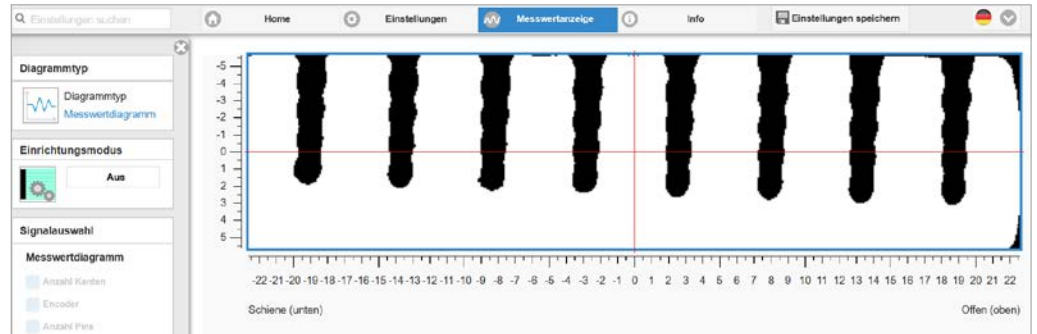 Einstellungen suchen
Home
Einstellungen
Messwertanzeige
Info
Einstellungen speichern
Diagrammtyp
Diagrammtyp
Messwertdiagramm
Einrichtungsmodus
Aus
Signalauswahl
Messwertdiagramm
Anzahl Kanten
Encoder
Anzahl Pins
-5
-4
-3
-2
-1
0
1
2
3
4
5
-22 -21 -20 -19 -18 -17 -16 -15 -14 -13 -12 -11 -10 -9 -8 -7 -6 -5 -4 -3 -2 -1 0 1 2 3 4 5 6 7 8 9 10 11 12 13 14 15 16 17 18 19 20 21 22
Schiene (unten)
Offen (oben)